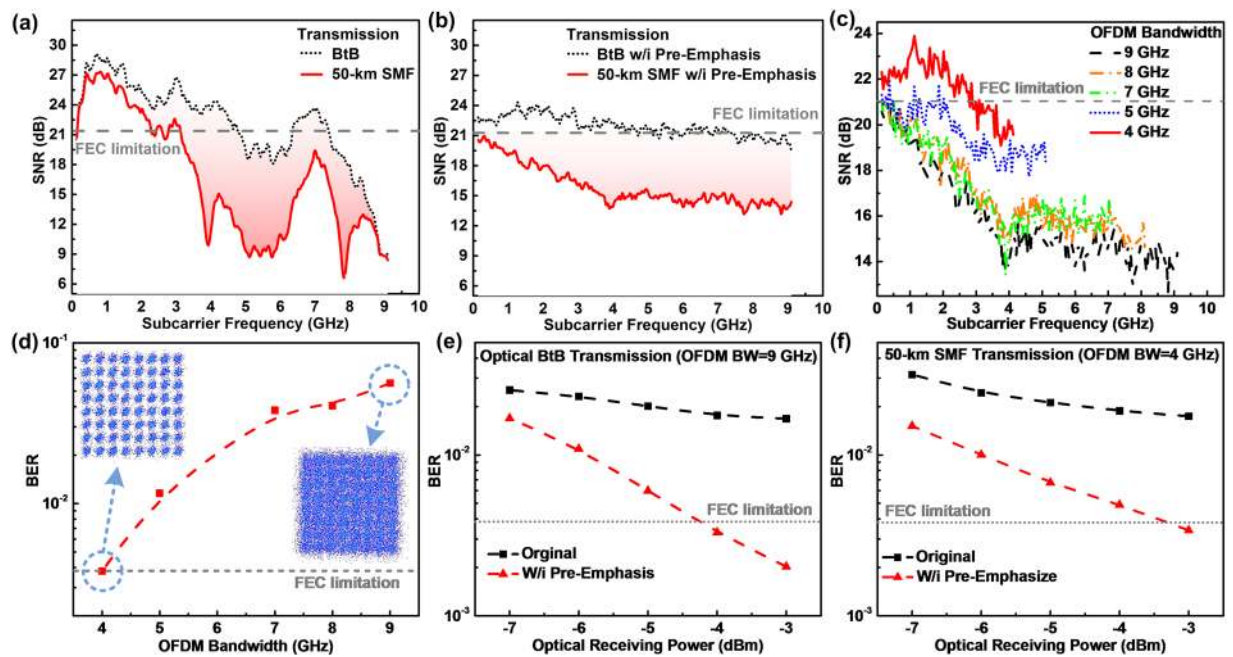 (a)
Transmission
BtB
50-km SMF
FEC limitation
SNR (dB)
30
27
24
21
18
15
12
9
6
0 1 2 3 4 5 6 7 8 9 10
Subcarrier Frequency (GHz)
(b)
Transmission
BtB w/i Pre-Emphasis
50-km SMF w/i Pre-Emphasis
FEC limitation
SNR (dB)
30
27
24
21
18
15
12
9
6
0 1 2 3 4 5 6 7 8 9 10
Subcarrier Frequency (GHz)
(c)
OFDM Bandwidth
9 GHz
8 GHz
7 GHz
5 GHz
4 GHz
FEC limitation
SNR (dB)
24
22
20
18
16
14
0 1 2 3 4 5 6 7 8 9 10
Subcarrier Frequency (GHz)
(d)
BER
10-1
10-2
FEC limitation
4 5 6 7 8 9
OFDM Bandwidth (GHz)
(e)
Optical BtB Transmission (OFDM BW=9 GHz)
BER
10-2
10-3
FEC limitation
Orginal
W/i Pre-Emphasis
-7 -6 -5 -4 -3
Optical Receiving Power (dBm)
(f)
50-km SMF Transmission (OFDM BW=4 GHz)
BER
10-2
10-3
FEC limitation
Original
W/i Pre-Emphasize
-7 -6 -5 -4 -3
Optical Receiving Power (dBm)